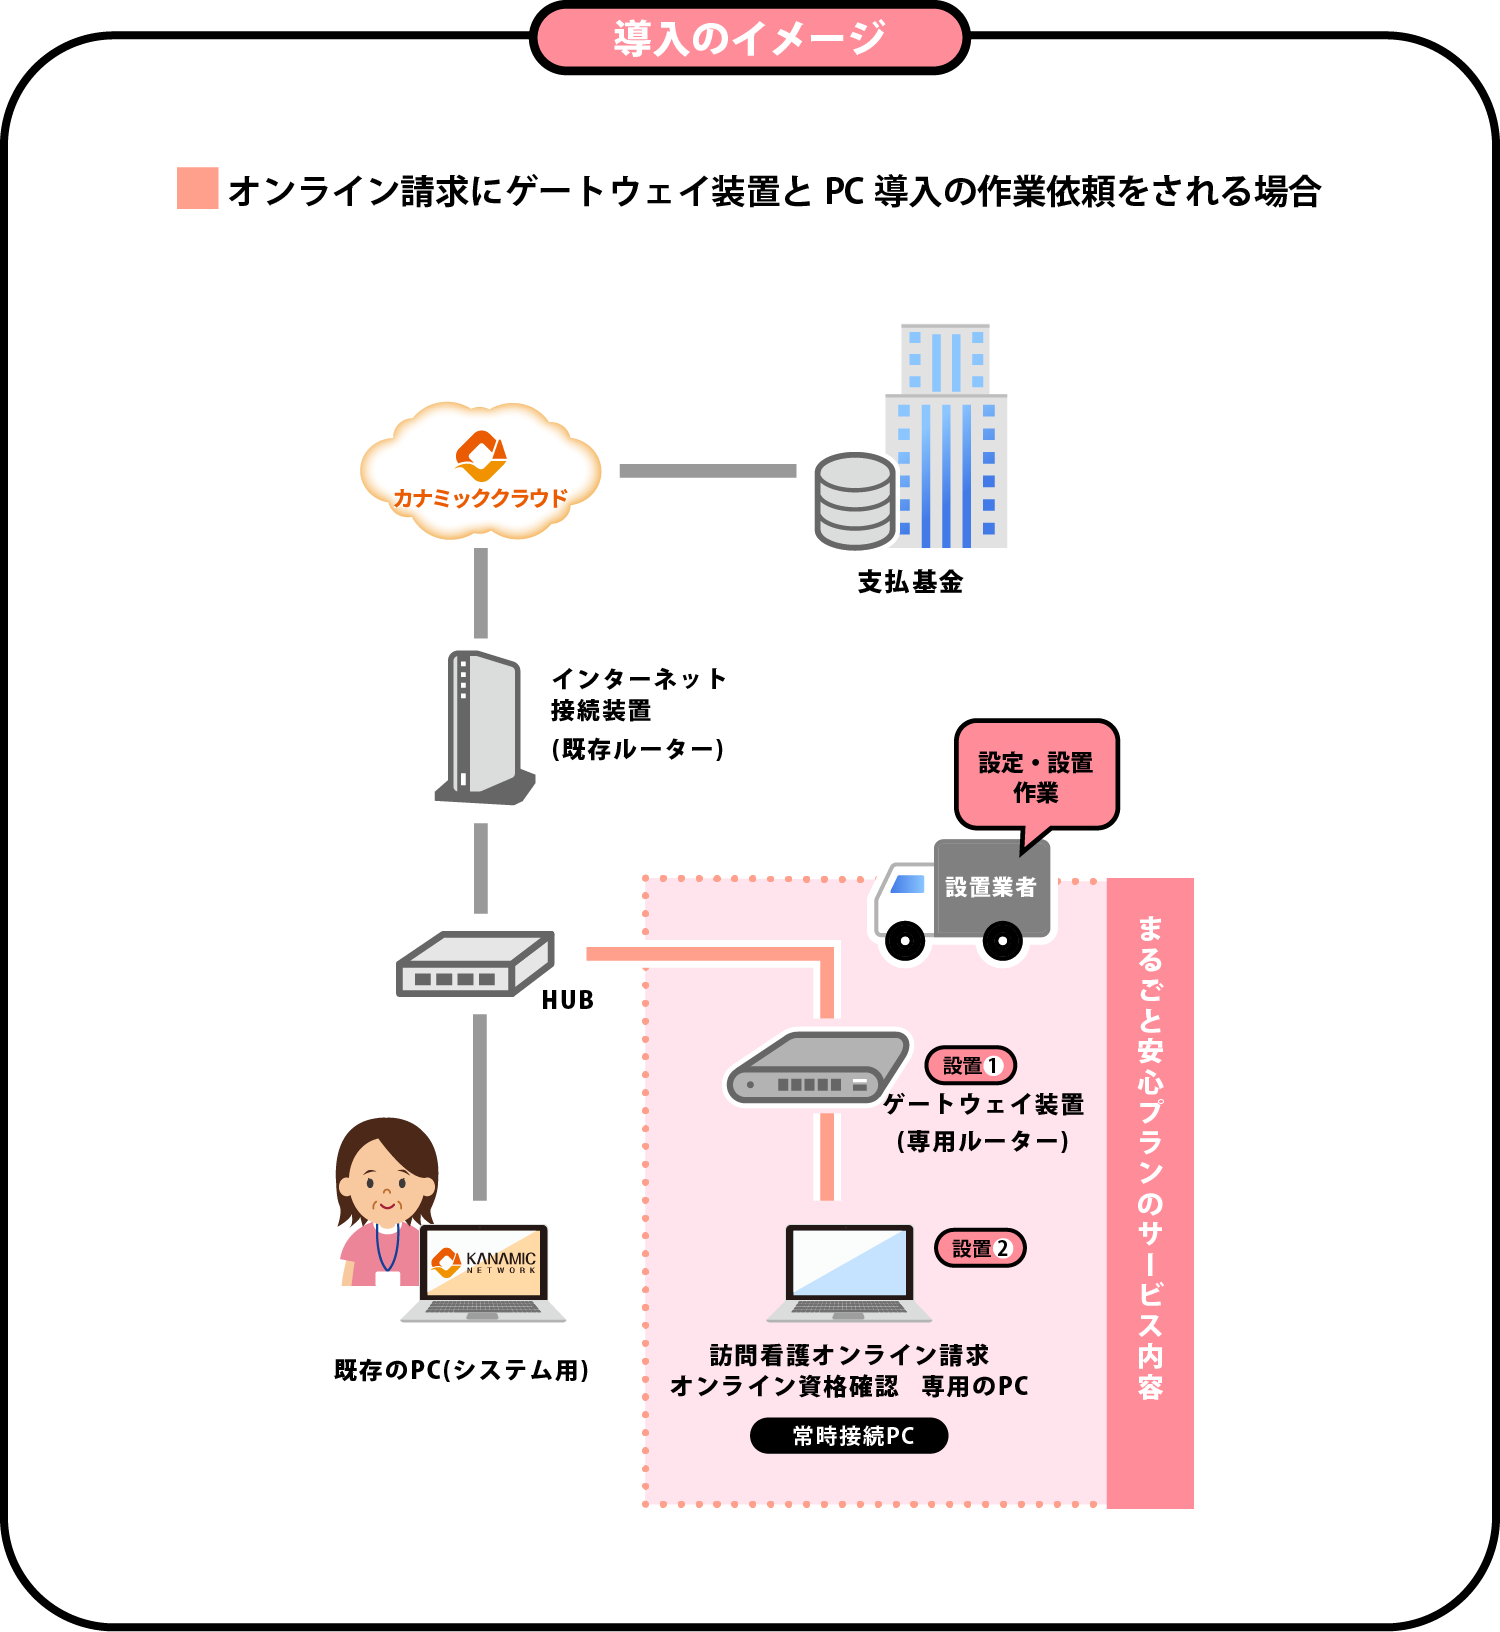 導入のイメージ
オンライン請求にゲートウェイ装置と PC 導入の作業依頼をされる場合
カナミッククラウド
支払基金
インターネット
接続装置
(既存ルーター)
設定・設置
作業
設置業者
HUB
設置1
ゲートウェイ装置
(専用ルーター)
KANAMIC
NETWORK
設置2
既存のPC(システム用)
訪問看護オンライン請求
オンライン資格確認 専用のPC
常時接続PC
まるごと安心プランのサービス内容